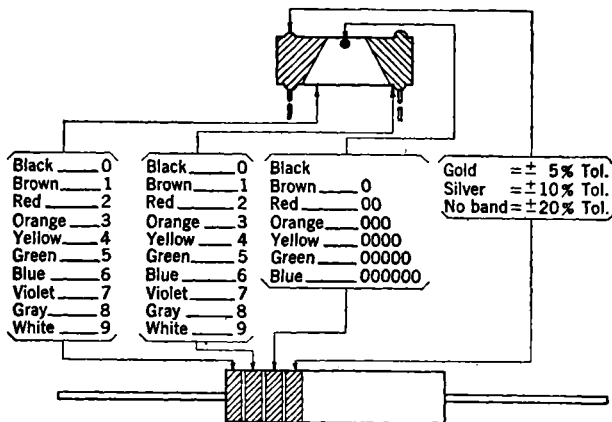 Black 0
Brown 1
Red 2
Orange 3
Yellow 4
Green 5
Blue 6
Violet 7
Gray 8
White 9
Black 0
Brown 1
Red 2
Orange 3
Yellow 4
Green 5
Blue 6
Violet 7
Gray 8
White 9
Black
Brown 0
Red 00
Orange 000
Yellow 0000
Green 00000
Blue 000000
Gold = ± 5% Tol.
Silver = ±10% Tol.
No band = ±20% Tol.